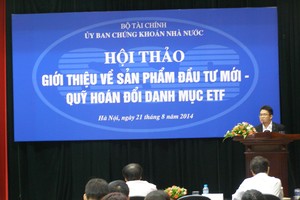 BỘ TÀI CHÍNH
ỦY BAN CHỨNG KHOÁN NHÀ NƯỚC
HỘI THẢO
GIỚI THIỆU VỀ SẢN PHẨM ĐẦU TƯ MỚI -
QUỸ HOÁN ĐỔI DANH MỤC ETF
Hà Nội, ngày 21 tháng 8 năm 2014